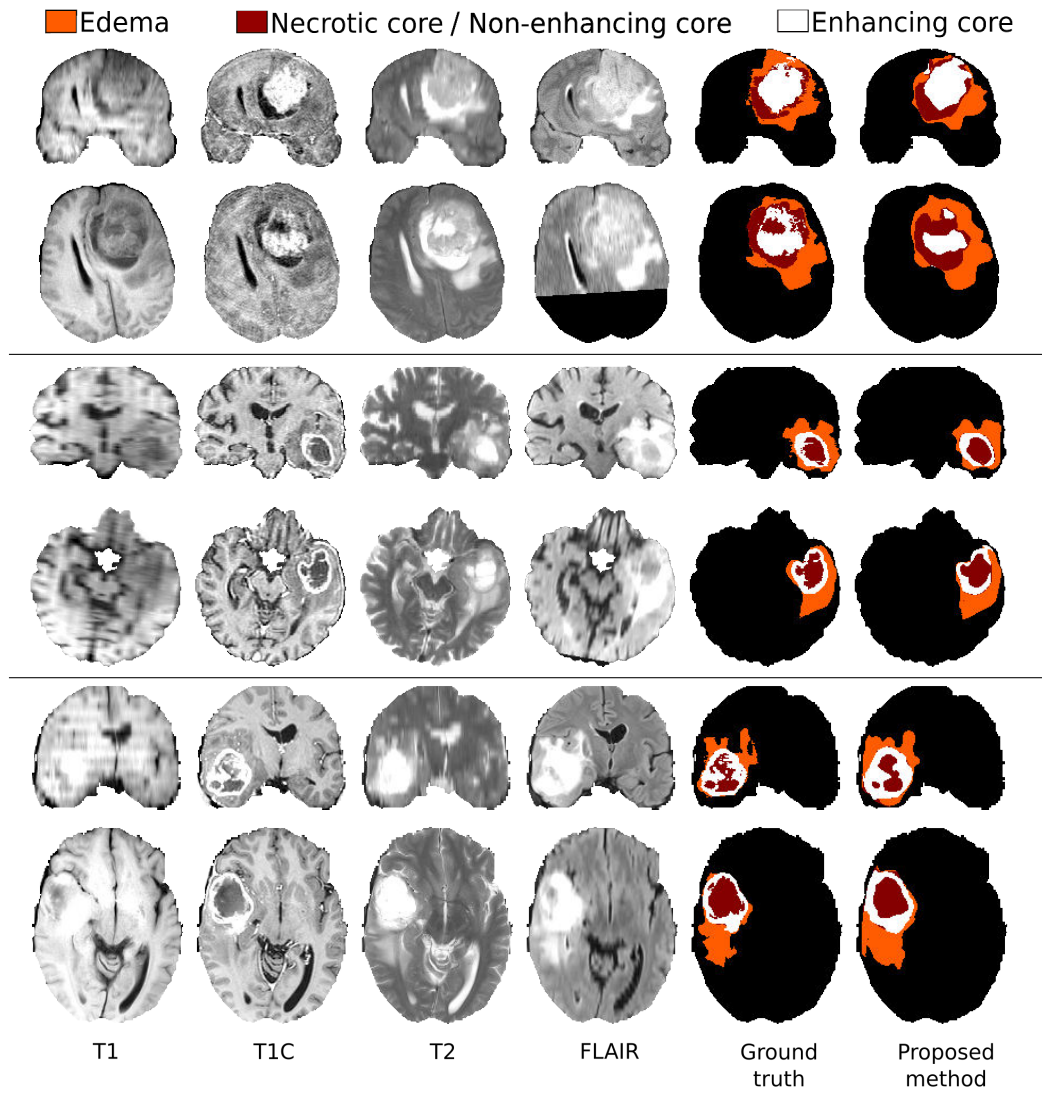 Edema Necrotic core / Non-enhancing core Enhancing core
T1 T1C T2 FLAIR Ground truth Proposed method